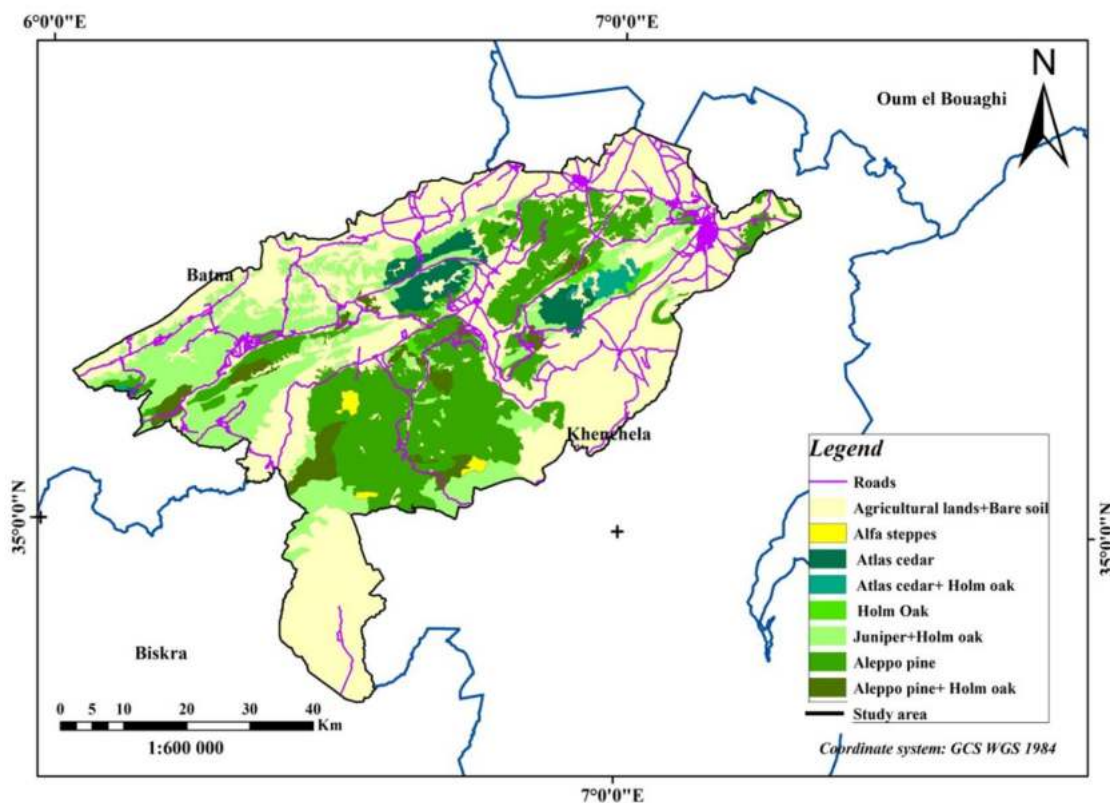 6°0'0"E
7°0'0"E
N
Oum el Bouaghi
Batna
Khenchela
Biskra
35°0'0"N
N"0'0°5t
Legend
Roads
Agricultural lands+Bare soil
Alfa steppes
Atlas cedar
Atlas cedar+ Holm oak
Holm Oak
Juniper+Holm oak
Aleppo pine
Aleppo pine+ Holm oak
Study area
0 5 10 20 30 40
Km
1:600 000
Coordinate system: GCS WGS 1984
7°0'0"E